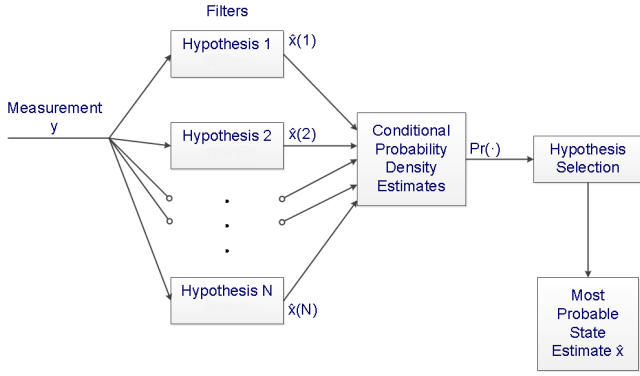 Filters
Measurement
y
Hypothesis 1
x̂(1)
Hypothesis 2
x̂(2)
Hypothesis N
x̂(N)
Conditional
Probability
Density
Estimates
Pr(·)
Hypothesis
Selection
Most
Probable
State
Estimate x̂